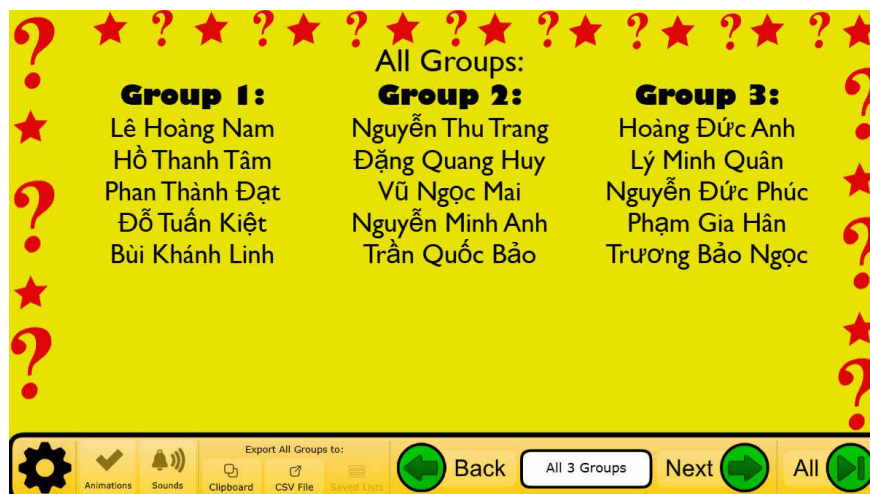 All Groups:
Group 1:
Lê Hoàng Nam
Hồ Thanh Tâm
Phan Thành Đạt
Đỗ Tuấn Kiệt
Bùi Khánh Linh
Group 2:
Nguyễn Thu Trang
Đặng Quang Huy
Vũ Ngọc Mai
Nguyễn Minh Anh
Trần Quốc Bảo
Group 3:
Hoàng Đức Anh
Lý Minh Quân
Nguyễn Đức Phúc
Phạm Gia Hân
Trương Bảo Ngọc
Animations
Sounds
Export All Groups to:
Clipboard
CSV File
Saved Lists
Back
All 3 Groups
Next
All